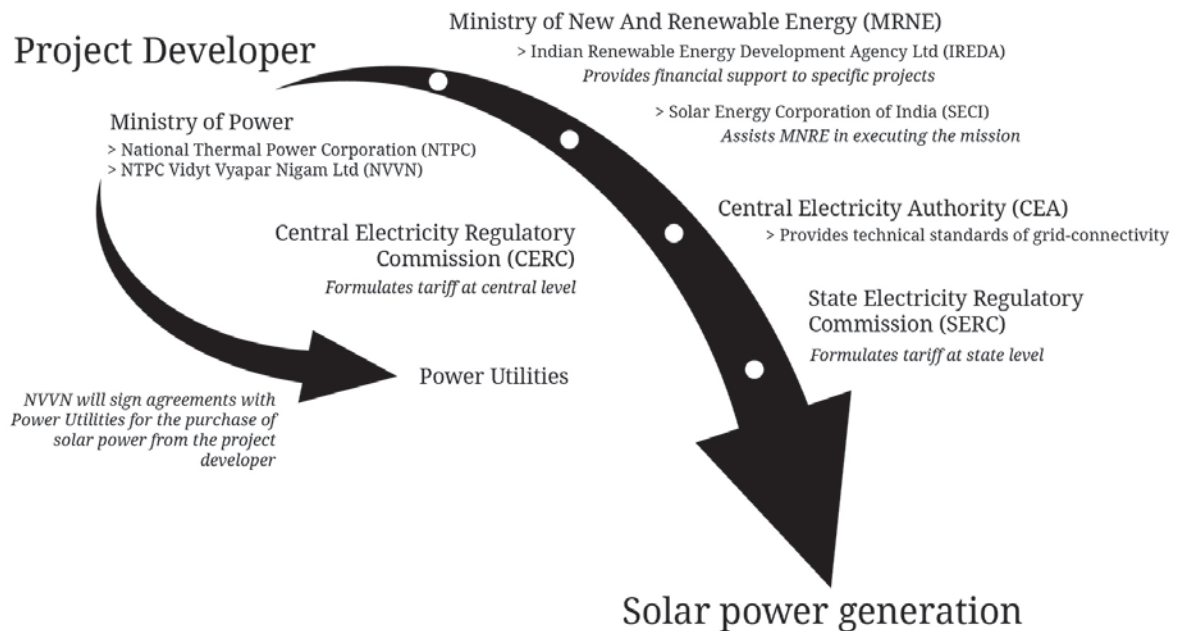 Project Developer
Ministry of New And Renewable Energy (MRNE)
> Indian Renewable Energy Development Agency Ltd (IREDA)
Provides financial support to specific projects
> Solar Energy Corporation of India (SECI)
Assists MNRE in executing the mission
Ministry of Power
> National Thermal Power Corporation (NTPC)
> NTPC Vidyt Vyapar Nigam Ltd (NVVN)
Central Electricity Authority (CEA)
> Provides technical standards of grid-connectivity
Central Electricity Regulatory
Commission (CERC)
Formulates tariff at central level
State Electricity Regulatory
Commission (SERC)
Formulates tariff at state level
Power Utilities
NVVN will sign agreements with
Power Utilities for the purchase of
solar power from the project
developer
Solar power generation